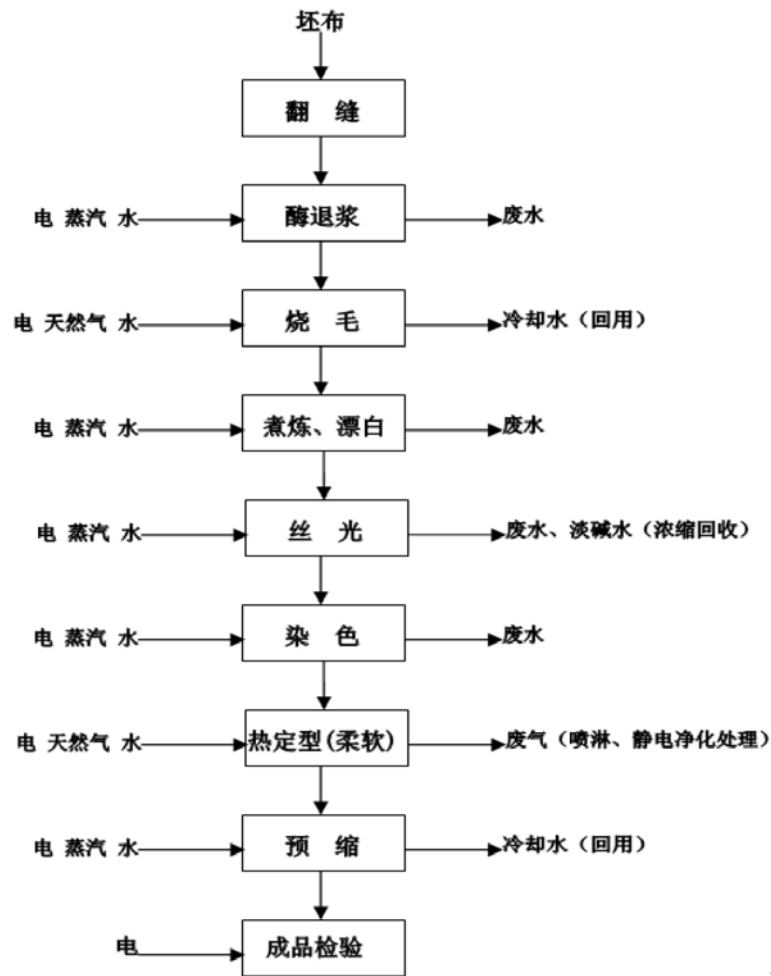 坯布
翻 缝
电 蒸汽 水 酶退浆 废水
电 天然气 水 烧 毛 冷却水（回用）
电 蒸汽 水 煮炼、漂白 废水
电 蒸汽 水 丝 光 废水、淡碱水（浓缩回收）
电 蒸汽 水 染 色 废水
电 天然气 水 热定型(柔软) 废气（喷淋、静电净化处理）
电 蒸汽 水 预 缩 冷却水（回用）
电 成品检验